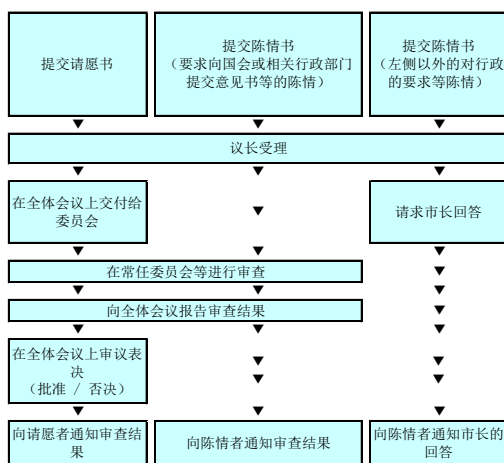 提交请愿书
提交陈情书
（要求向国会或相关行政部门
提交意见书等的陈情）
提交陈情书
（左侧以外的对行政
的要求等陈情）
议长受理
在全体会议上交付给
委员会
请求市长回答
在常任委员会等进行审查
向全体会议报告审查结果
在全体会议上审议表
决
（批准 / 否决）
向请愿者通知审查结
果
向陈情者通知审查结果
向陈情者通知市长的
回答